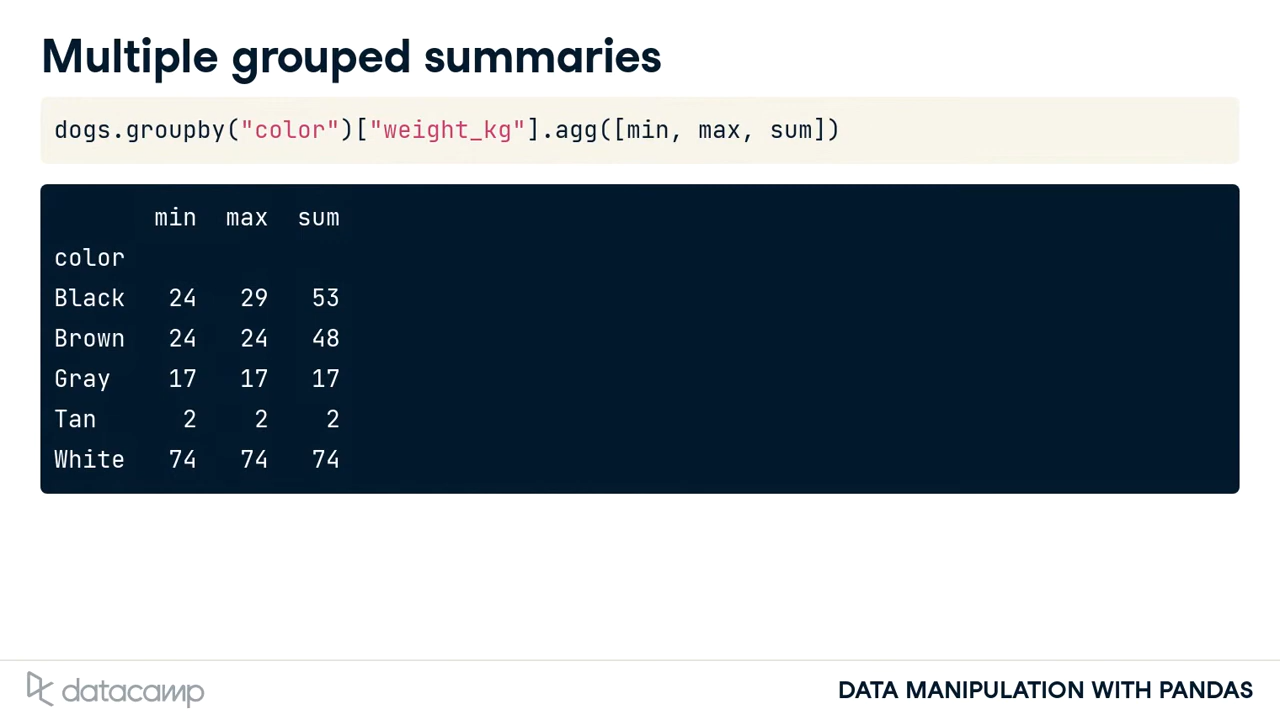 Multiple grouped summaries
dogs.groupby("color")["weight_kg"].agg([min, max, sum])
min max sum
color
Black 24 29 53
Brown 24 24 48
Gray 17 17 17
Tan 2 2 2
White 74 74 74
datacamp
DATA MANIPULATION WITH PANDAS